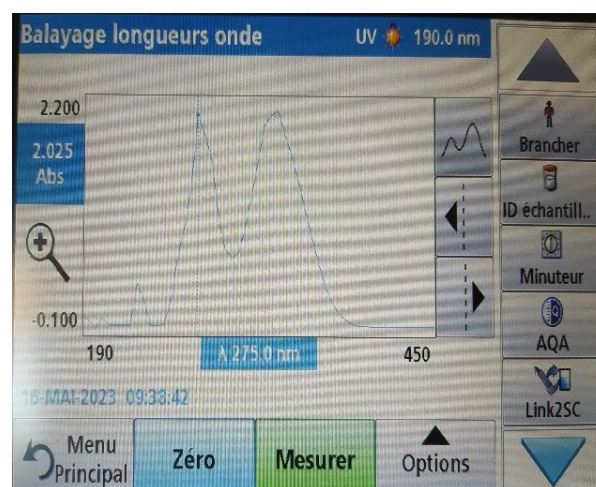 Balayage longueurs onde UV 190.0 nm
2.200
2.025
Abs
-0.100
190 λ 275.0 nm 450
16-MAI-2023 09:38:42
Menu
Principal
Zéro
Mesurer
Options
Brancher
ID échantill..
Minuteur
AQA
Link2SC